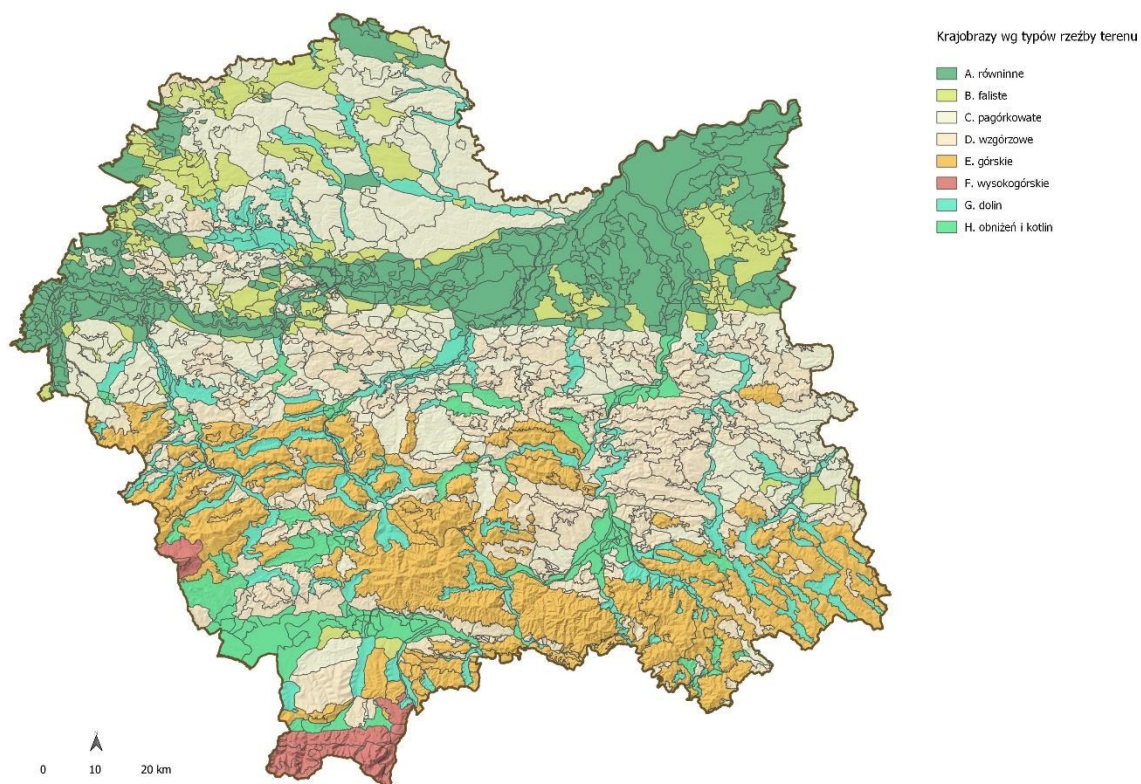 Krajobrazy wg typów rzeźby terenu
A. równinne
B. faliste
C. pagórkowate
D. wzgórzowe
E. górskie
F. wysokogórskie
G. dolin
H. obniżeń i kotlin
0 10 20 km